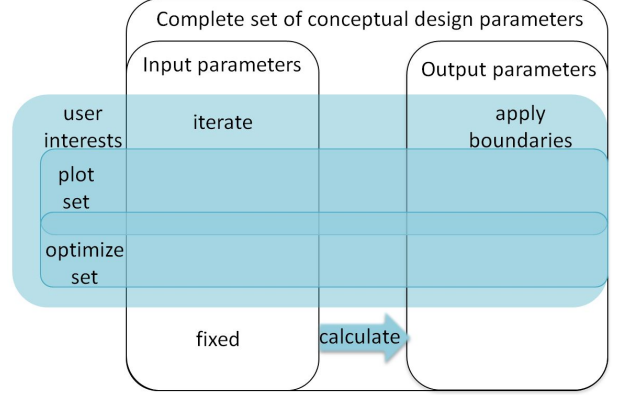 Complete set of conceptual design parameters
Input parameters
Output parameters
user
interests
iterate
apply
boundaries
plot
set
optimize
set
fixed
calculate